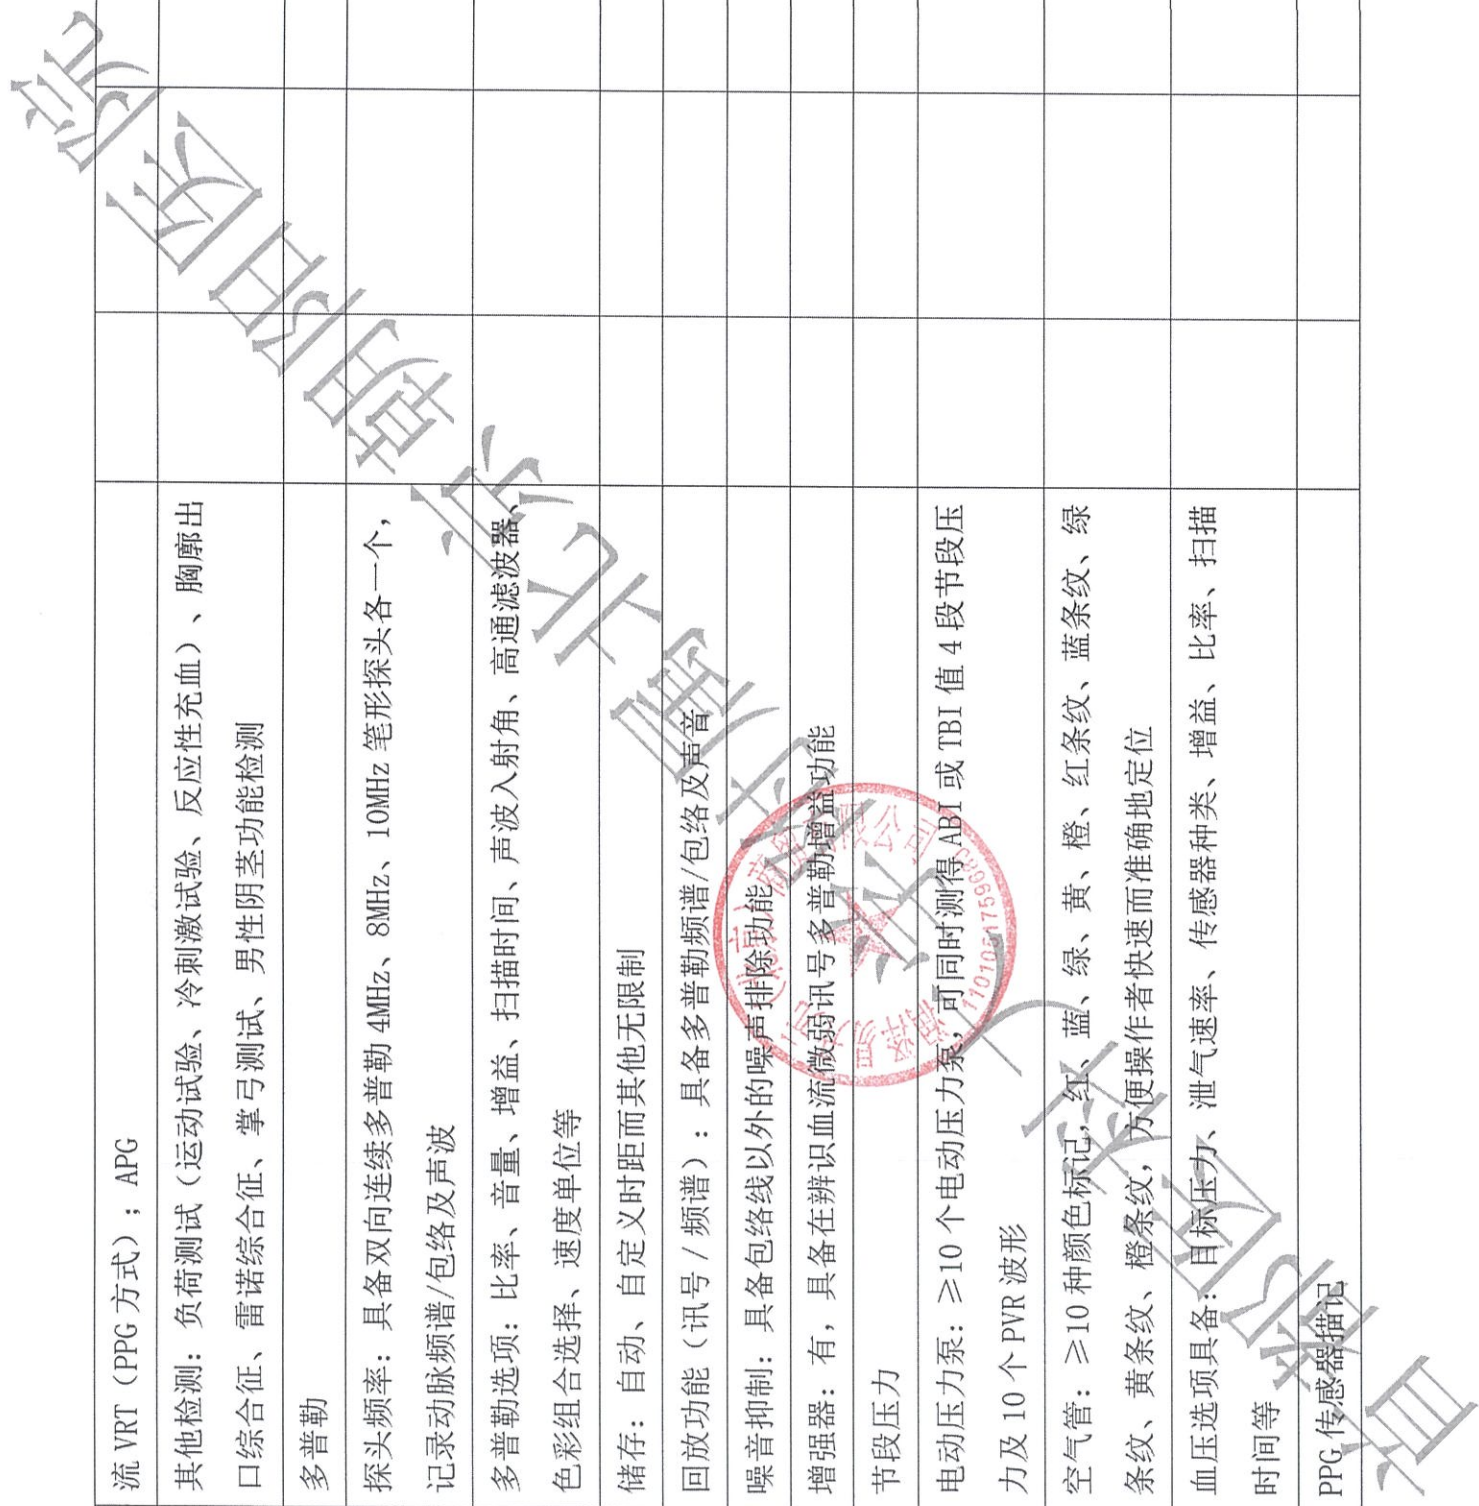 流 VRT（PPG 方式）；APG
其他检测：负荷测试（运动试验、冷刺激试验、反应性充血）、胸廓出
口综合征、雷诺综合征、掌弓测试、男性阴茎功能检测
多普勒
探头频率：具备双向连续多普勒 4MHz、8MHz、10MHz 笔形探头各一个，
记录动脉频谱/包络及声波
多普勒选项：比率、音量、增益、扫描时间、声波入射角、高通滤波器、
色彩组合选择、速度单位等
储存：自动、自定义时距而其他无限制
回放功能（讯号 / 频谱）：具备多普勒频谱/包络及声音
噪音抑制：具备包络线以外的噪声排除功能
增强器：有，具备在辨识血流微弱讯号多普勒增益功能
节段压力
电动压力泵：≥10 个电动压力泵，可同时测得 ABI 或 TBI 值 4 段节段压
力及 10 个 PVR 波形
空气管：≥10 种颜色标记，红、蓝、绿、黄、橙、红条纹、蓝条纹、绿
条纹、黄条纹、橙条纹，方便操作者快速而准确地定位
血压选项具备：目标压力、泄气速率、传感器种类、增益、比率、扫描
时间等
PPG 传感器描记
首都医科大学附属北京朝阳医院